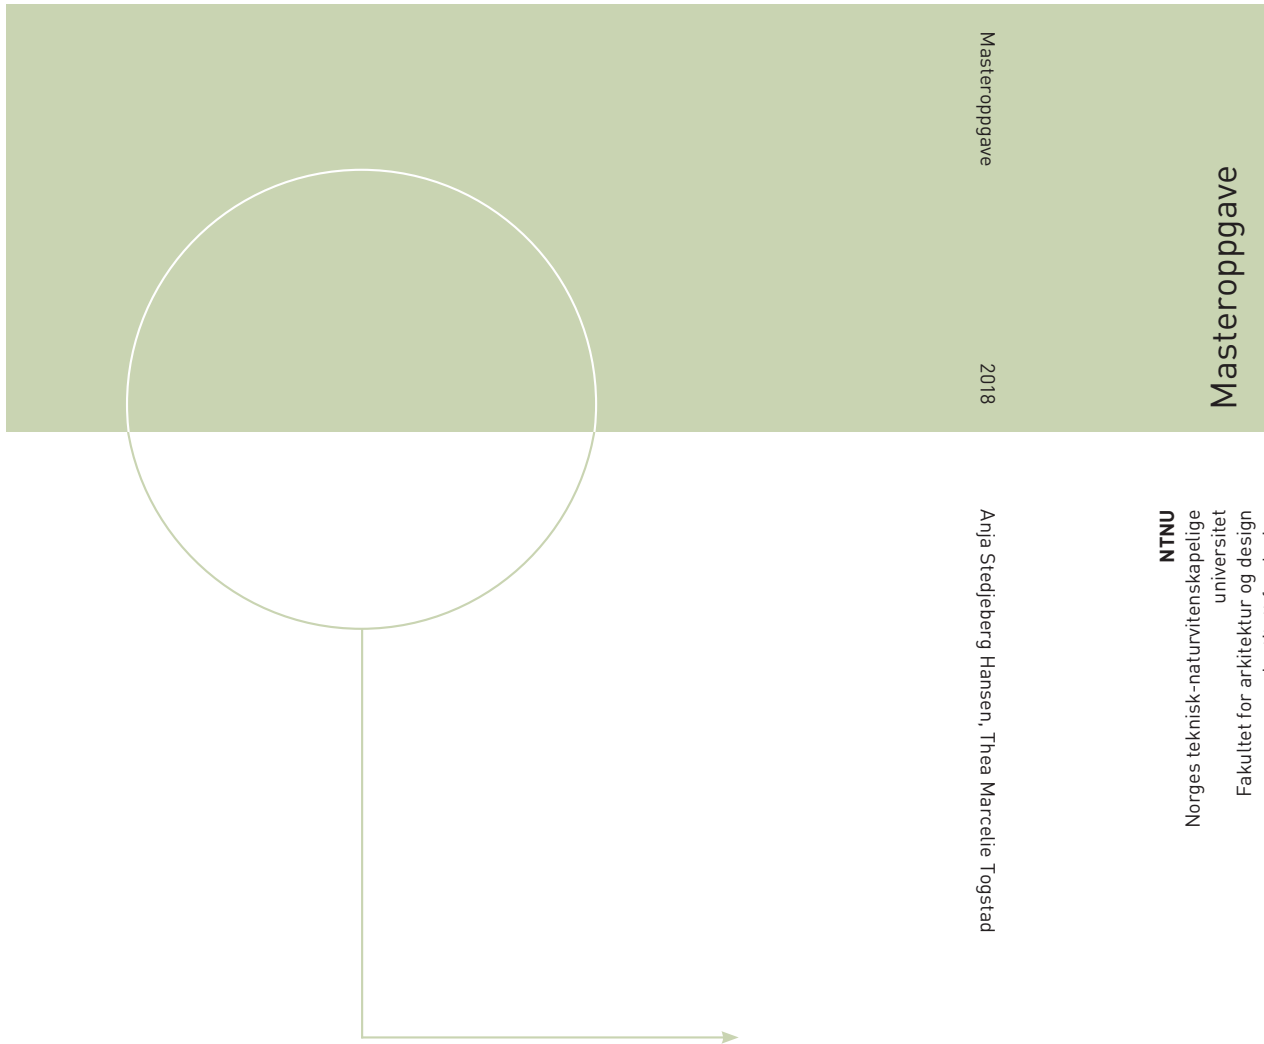 Masteroppgave
2018
Anja Stedjeberg Hansen, Thea Marcelie Togstad
Masteroppgave
NTNU
Norges teknisk-naturvitenskapelige
universitet
Fakultet for arkitektur og design